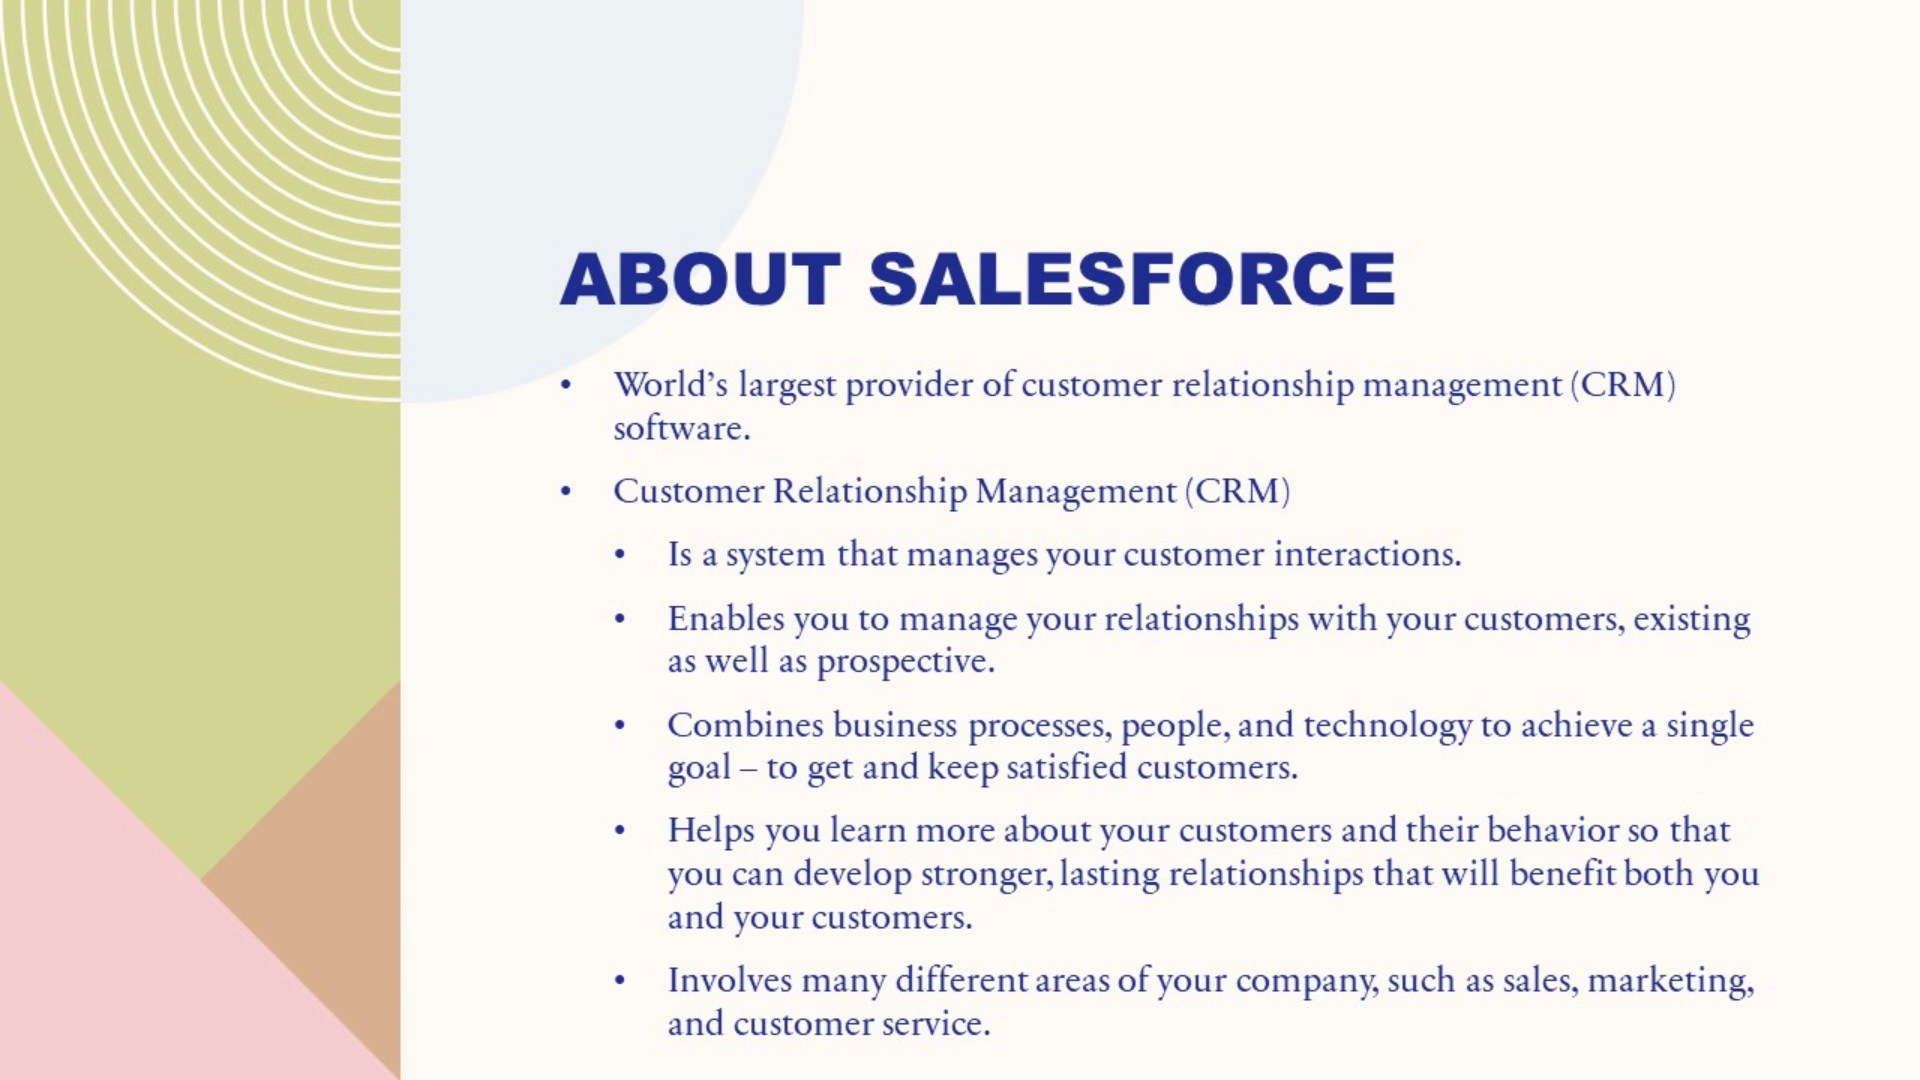 ABOUT SALESFORCE
• World’s largest provider of customer relationship management (CRM)
software.
• Customer Relationship Management (CRM)
• Is a system that manages your customer interactions.
• Enables you to manage your relationships with your customers, existing
as well as prospective.
• Combines business processes, people, and technology to achieve a single
goal – to get and keep satisfied customers.
• Helps you learn more about your customers and their behavior so that
you can develop stronger, lasting relationships that will benefit both you
and your customers.
• Involves many different areas of your company, such as sales, marketing,
and customer service.